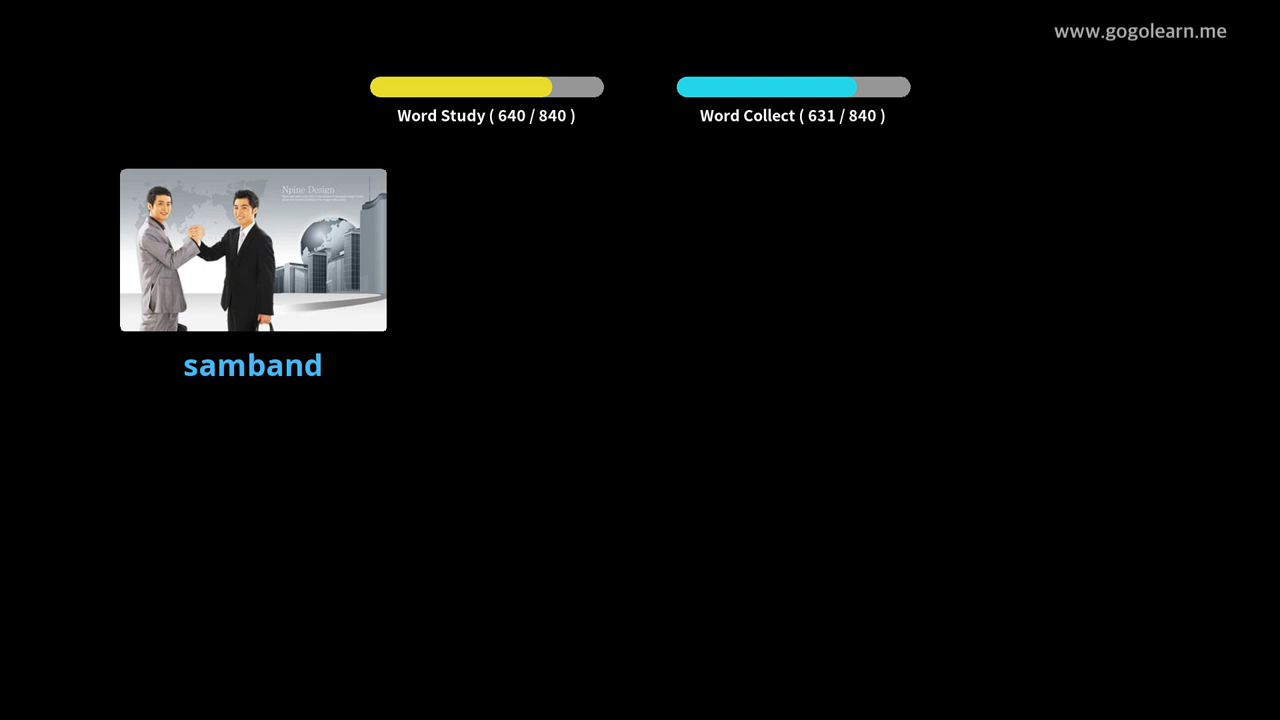 www.gogolearn.me
Word Study ( 640 / 840 )
Word Collect ( 631 / 840 )
Npine Design
samband